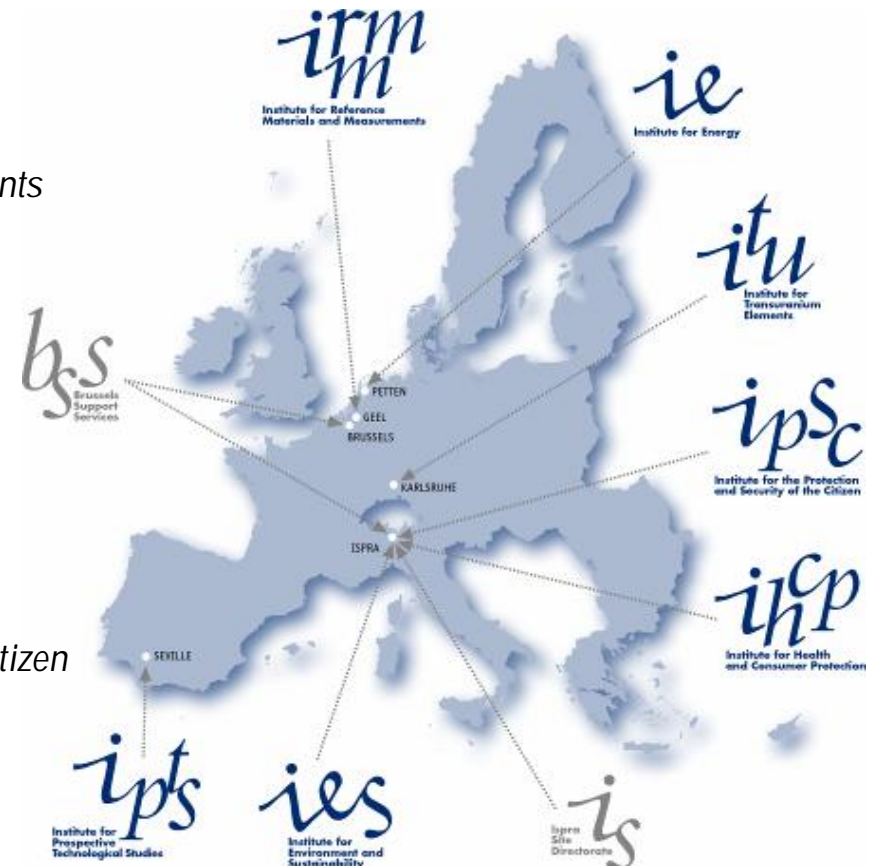 irmm
Institute for Reference
Materials and Measurements
ie
Institute for Energy
nts
itu
Institute for
Transuranium
Elements
bss
Brussels
Support
Services
PETTEN
GEEL
BRUSSELS
ipsc
Institute for the Protection
and Security of the Citizen
KARLSRUHE
ISPRA
ihcp
Institute for Health
and Consumer Protection
tizen
SEVILLE
ipts
Institute for
Prospective
Technological Studies
ies
Institute for
Environment and
Sustainability
is
Ispra
Site
Directorate